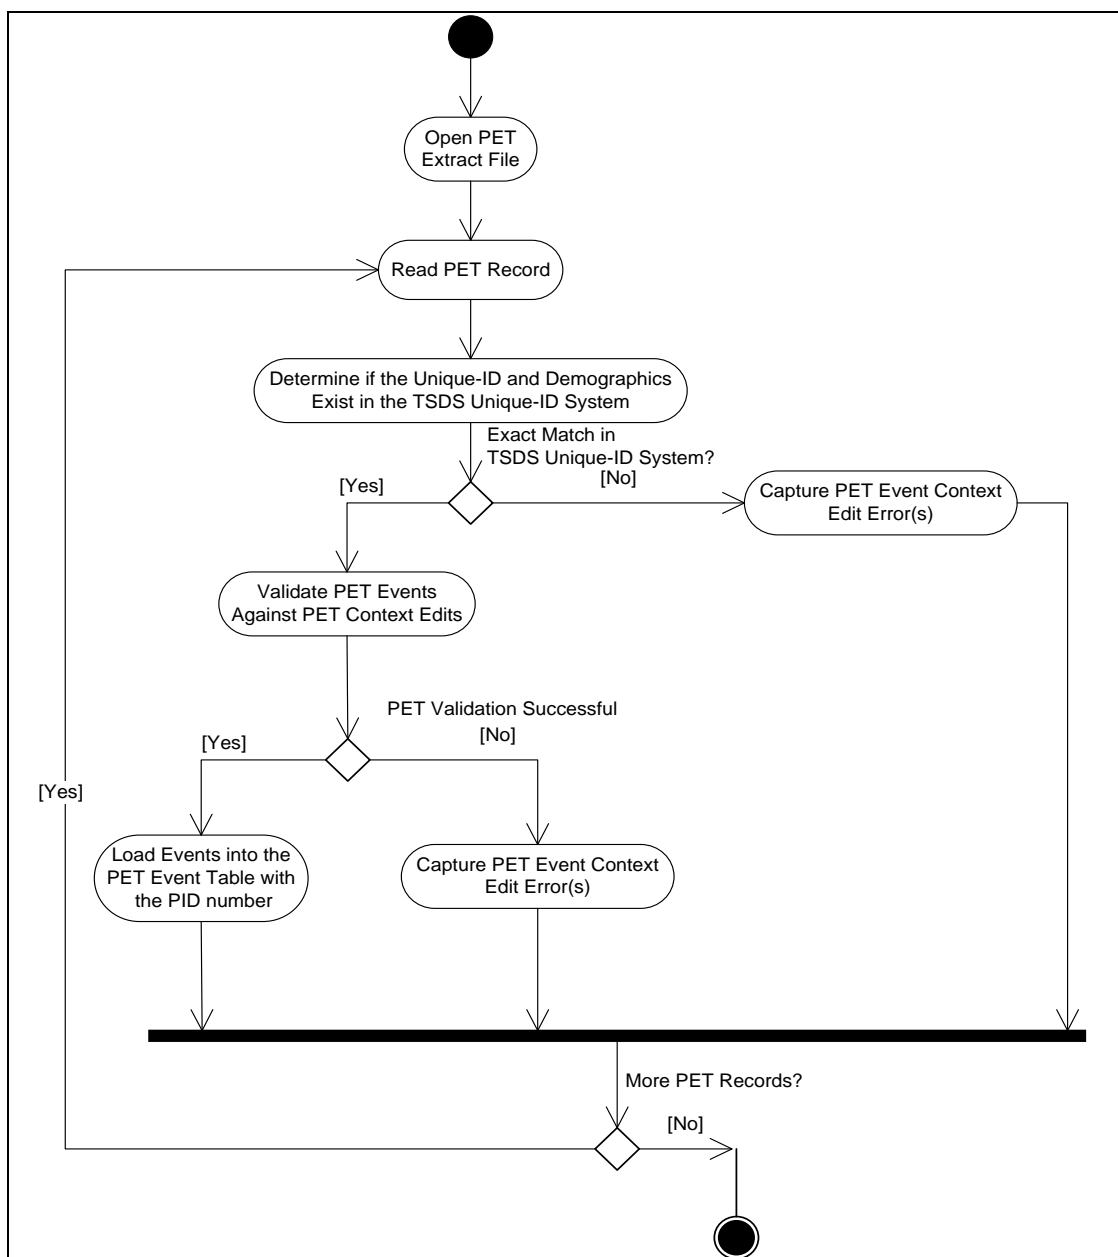 Open PET
Extract File
Read PET Record
Determine if the Unique-ID and Demographics
Exist in the TSDS Unique-ID System
Exact Match in
TSDS Unique-ID System?
[Yes]
[No]
Capture PET Event Context
Edit Error(s)
Validate PET Events
Against PET Context Edits
PET Validation Successful
[Yes]
[No]
[Yes]
Load Events into the
PET Event Table with
the PID number
Capture PET Event Context
Edit Error(s)
More PET Records?
[No]